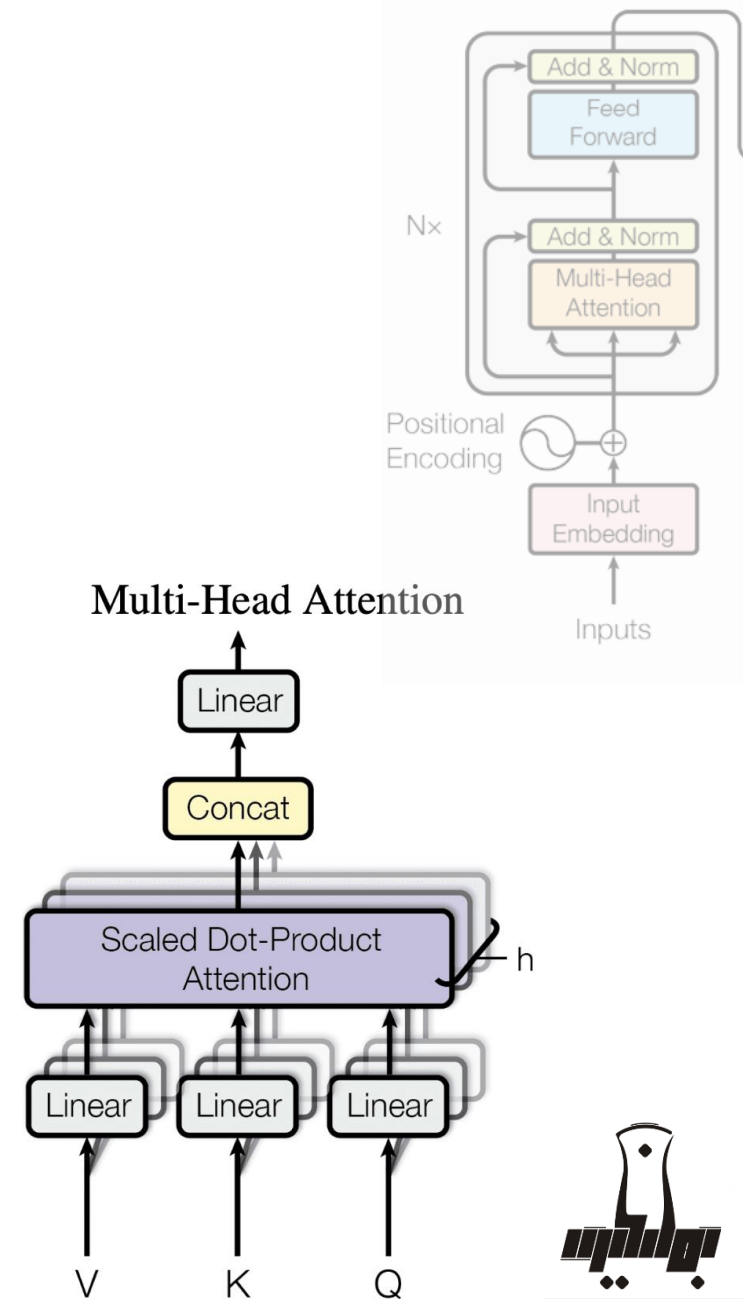 Add & Norm
Feed
Forward
Nx
Add & Norm
Multi-Head
Attention
Positional
Encoding
Input
Embedding
Inputs
Multi-Head Attention
Linear
Concat
Scaled Dot-Product
Attention
h
Linear
Linear
Linear
V
K
Q